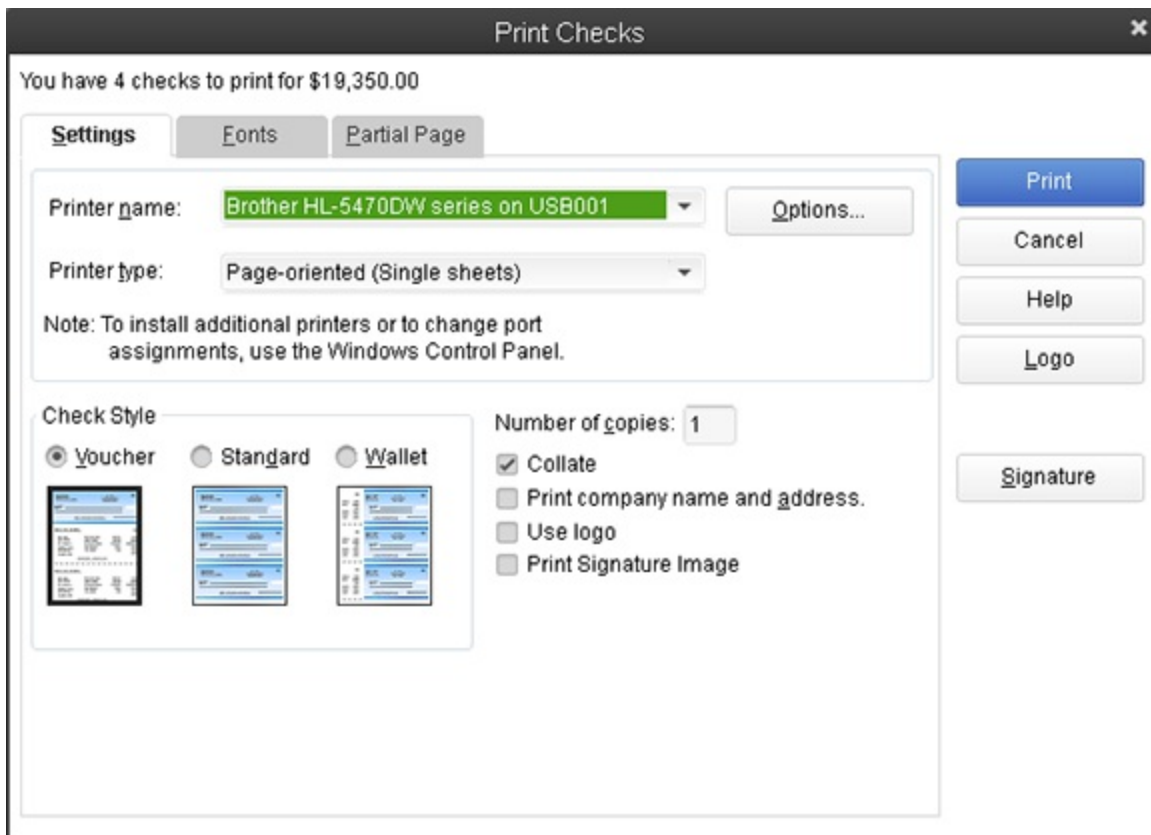 Print Checks
You have 4 checks to print for $19,350.00
Settings
Fonts
Partial Page
Printer name:
Brother HL-5470DW series on USB001
Options...
Printer type:
Page-oriented (Single sheets)
Note: To install additional printers or to change port
assignments, use the Windows Control Panel.
Print
Cancel
Help
Logo
Signature
Check Style
Voucher
Standard
Wallet
Number of copies: 1
Collate
Print company name and address.
Use logo
Print Signature Image